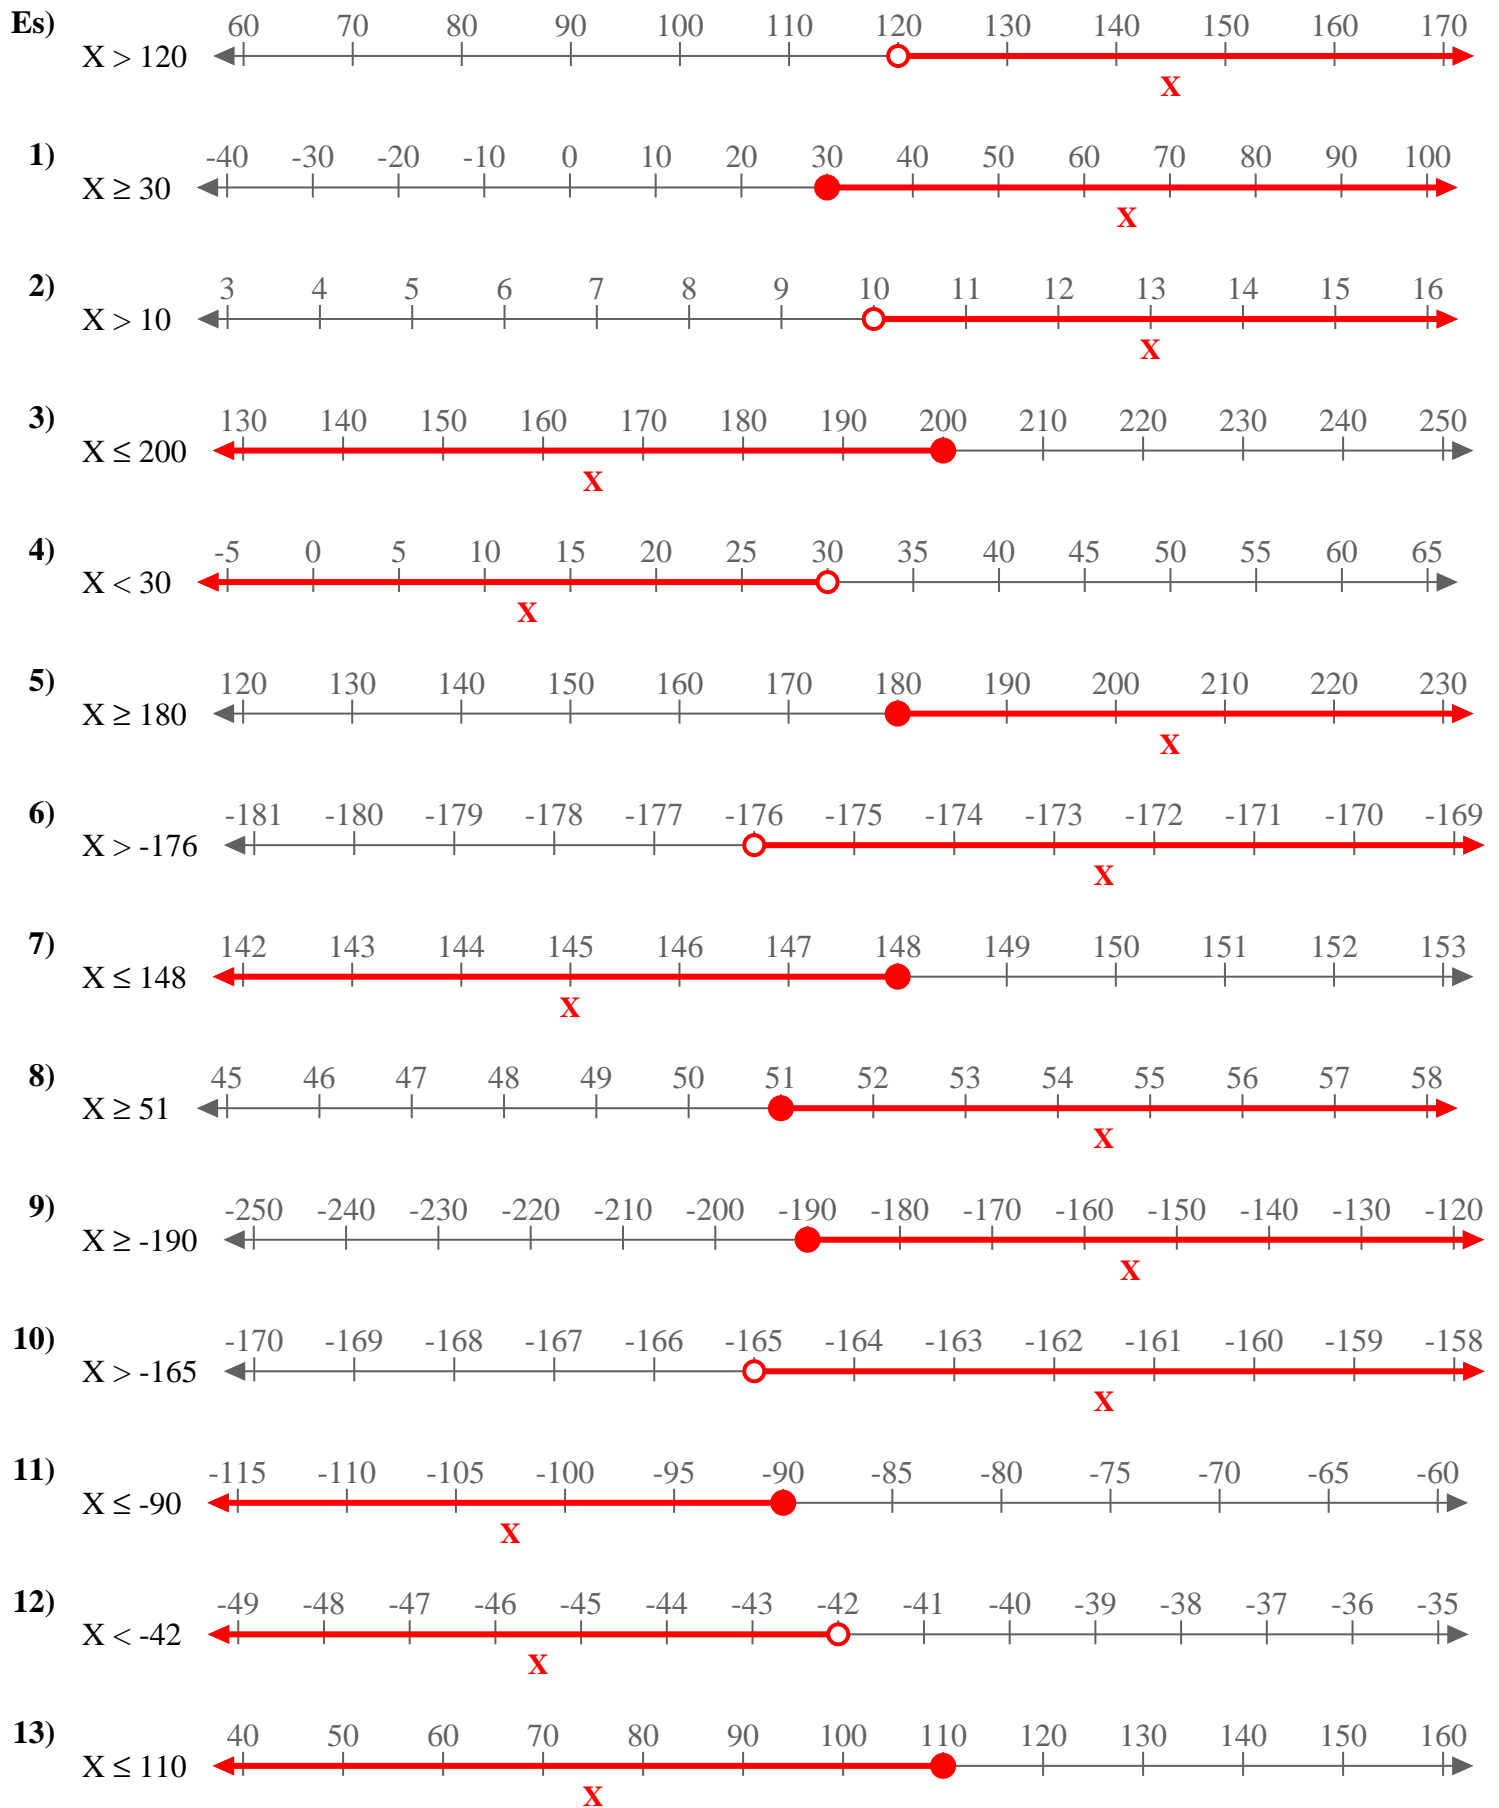 Es) 60 70 80 90 100 110 120 130 140 150 160 170
X > 120
X
1) -40 -30 -20 -10 0 10 20 30 40 50 60 70 80 90 100
X ≥ 30
X
2) 3 4 5 6 7 8 9 10 11 12 13 14 15 16
X > 10
X
3) 130 140 150 160 170 180 190 200 210 220 230 240 250
X ≤ 200
X
4) -5 0 5 10 15 20 25 30 35 40 45 50 55 60 65
X < 30
X
5) 120 130 140 150 160 170 180 190 200 210 220 230
X ≥ 180
X
6) -181 -180 -179 -178 -177 -176 -175 -174 -173 -172 -171 -170 -169
X > -176
X
7) 142 143 144 145 146 147 148 149 150 151 152 153
X ≤ 148
X
8) 45 46 47 48 49 50 51 52 53 54 55 56 57 58
X ≥ 51
X
9) -250 -240 -230 -220 -210 -200 -190 -180 -170 -160 -150 -140 -130 -120
X ≥ -190
X
10) -170 -169 -168 -167 -166 -165 -164 -163 -162 -161 -160 -159 -158
X > -165
X
11) -115 -110 -105 -100 -95 -90 -85 -80 -75 -70 -65 -60
X ≤ -90
X
12) -49 -48 -47 -46 -45 -44 -43 -42 -41 -40 -39 -38 -37 -36 -35
X < -42
X
13) 40 50 60 70 80 90 100 110 120 130 140 150 160
X ≤ 110
X